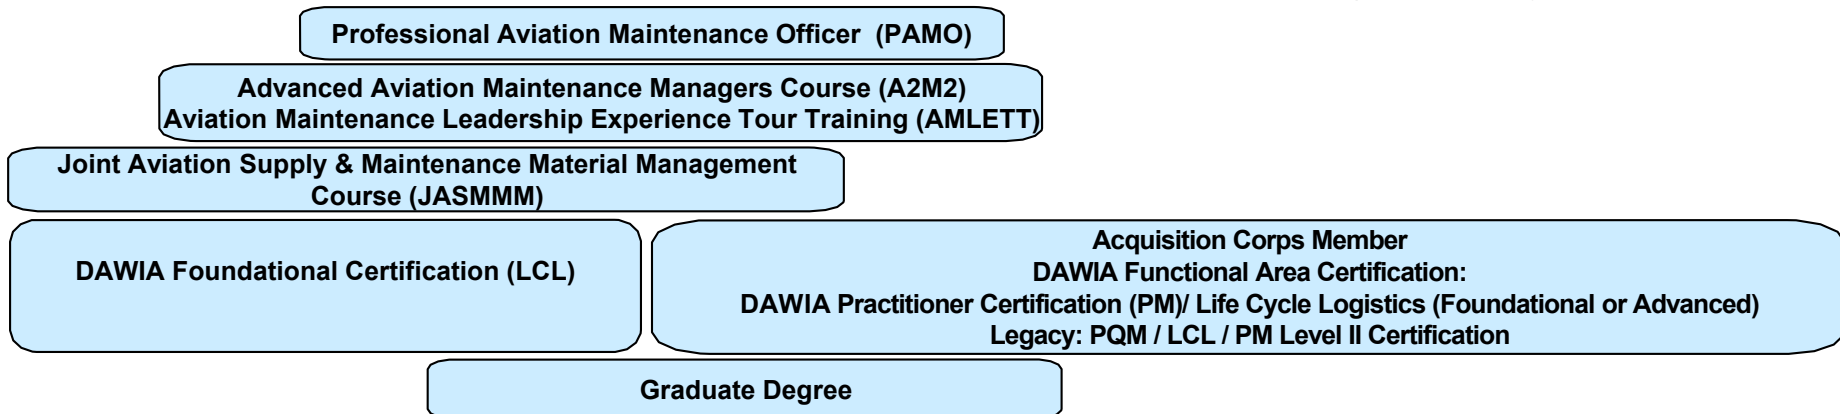 Professional Aviation Maintenance Officer  (PAMO)
Advanced Aviation Maintenance Managers Course (A2M2)
Aviation Maintenance Leadership Experience Tour Training (AMLETT)
Joint Aviation Supply & Maintenance Material Management
Course (JASMMM)
DAWIA Foundational Certification (LCL)
Acquisition Corps Member
DAWIA Functional Area Certification:
DAWIA Practitioner Certification (PM)/ Life Cycle Logistics (Foundational or Advanced)
Legacy: PQM / LCL / PM Level II Certification
Graduate Degree